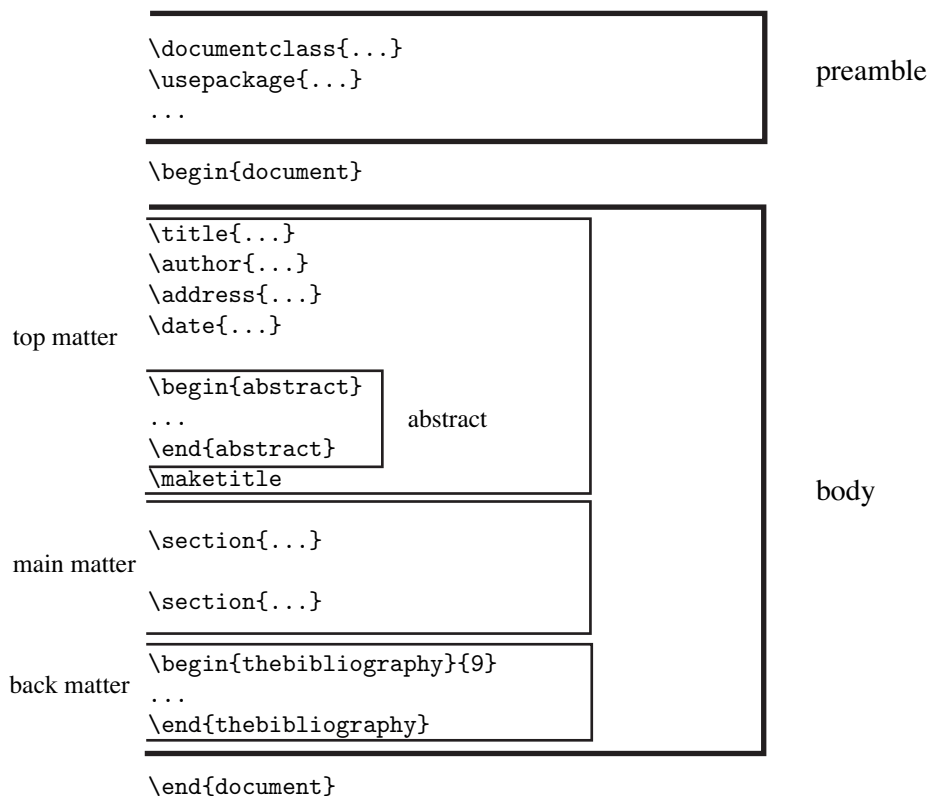 \documentclass{...}
\usepackage{...}
...
preamble
\begin{document}
\title{...}
\author{...}
\address{...}
\date{...}
top matter
\begin{abstract}
...
\end{abstract}
abstract
\maketitle
body
\section{...}
main matter
\section{...}
\begin{thebibliography}{9}
back matter
...
\end{thebibliography}
\end{document}